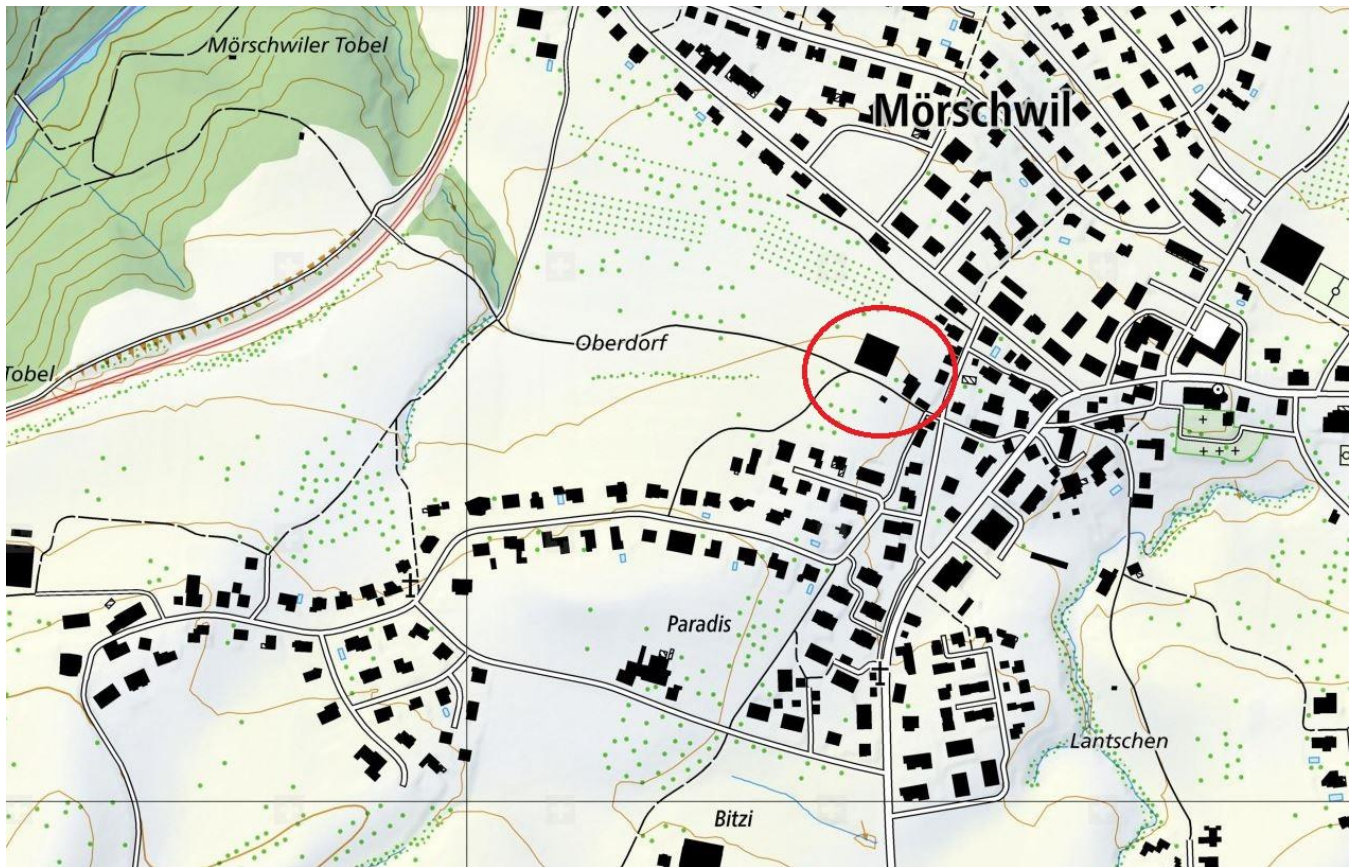 Mörschwiler Tobel
Mörschwil
Oberdorf
Tobel
Paradis
Lantschen
Bitzi